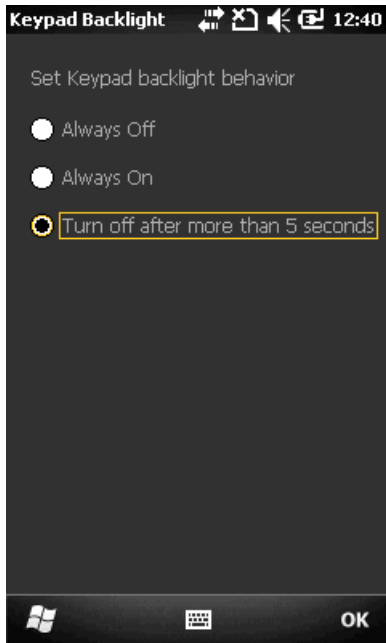 Keypad Backlight 12:40
Set Keypad backlight behavior
Always Off
Always On
Turn off after more than 5 seconds
OK